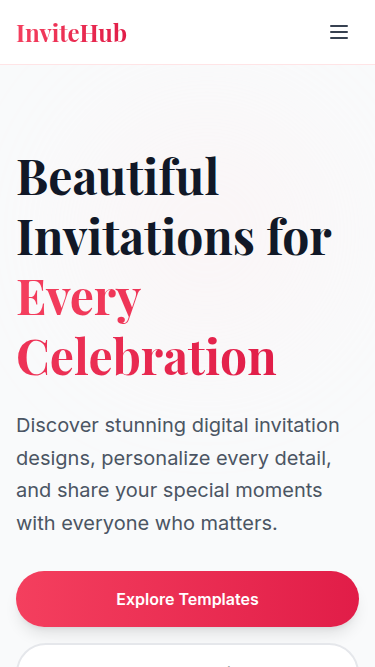 InviteHub
Beautiful
Invitations for
Every
Celebration
Discover stunning digital invitation
designs, personalize every detail,
and share your special moments
with everyone who matters.
Explore Templates